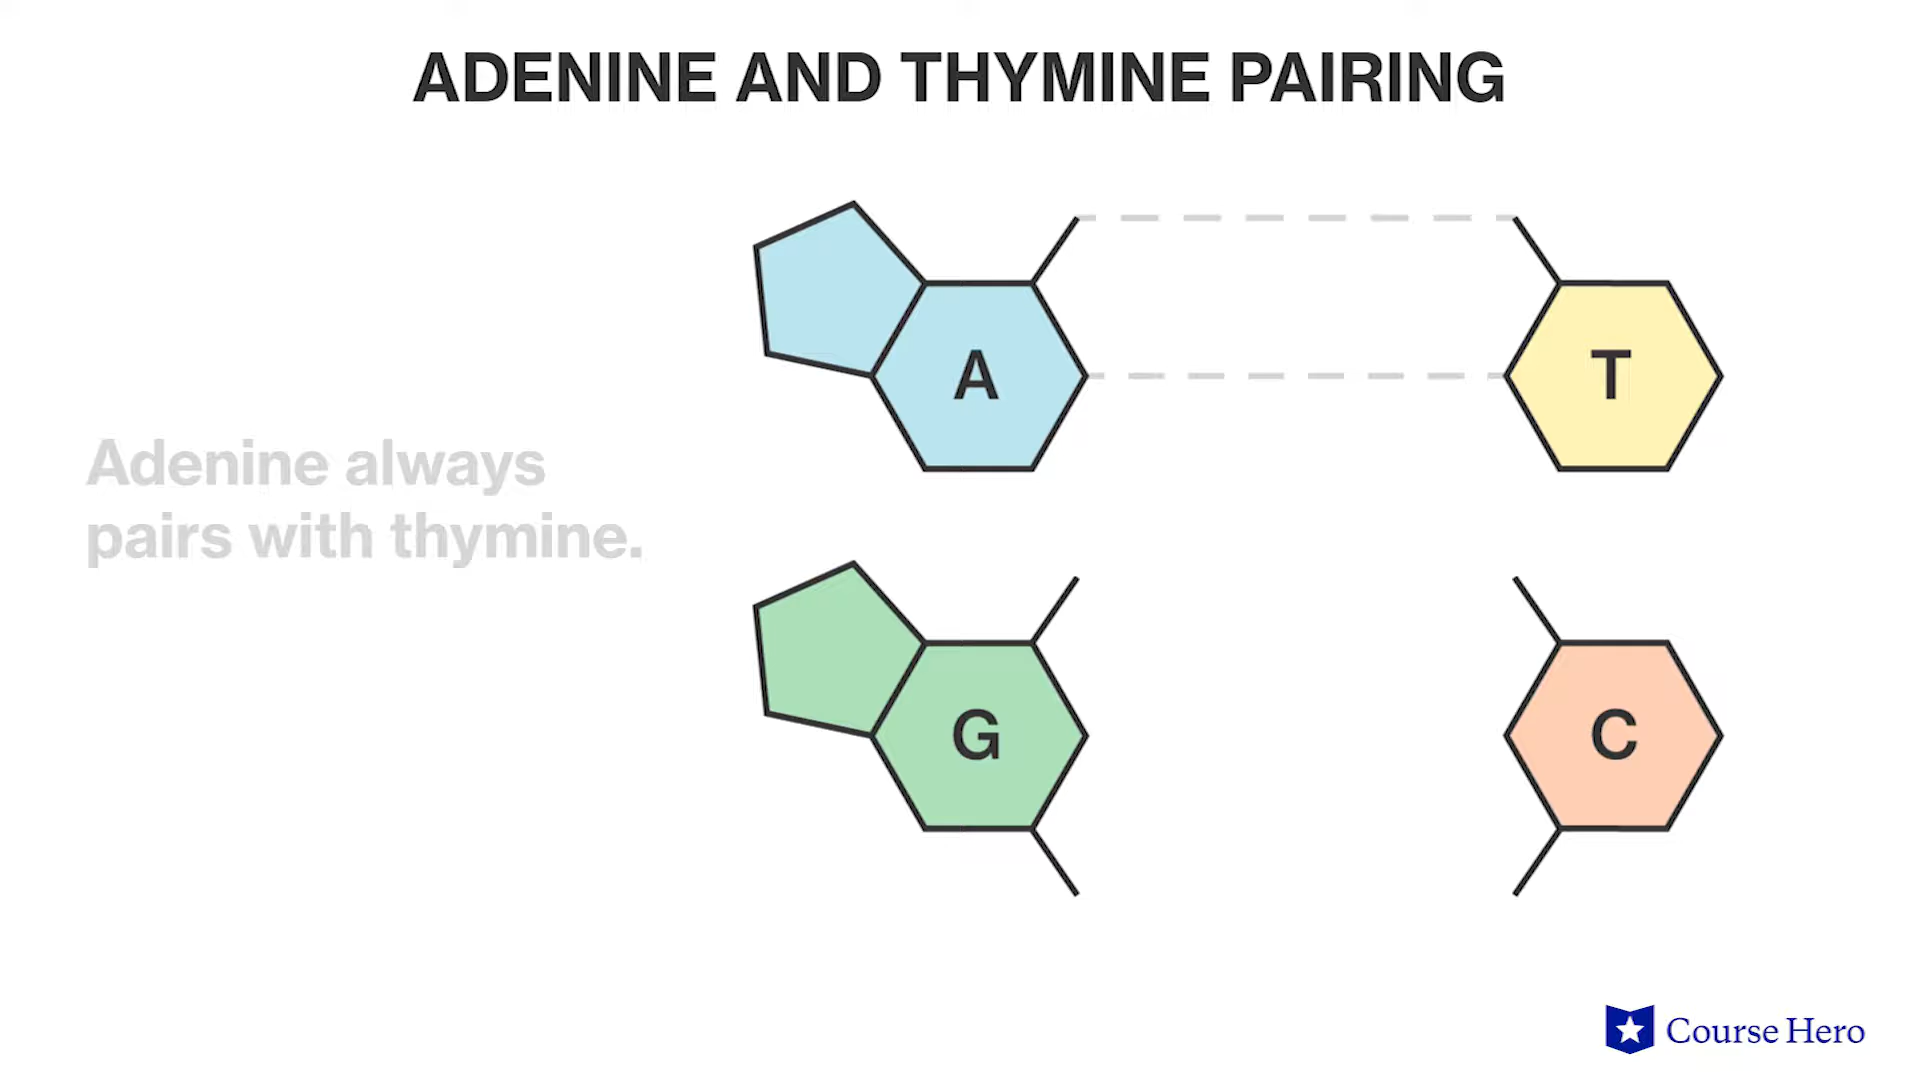 ADENINE AND THYMINE PAIRING
A
T
Adenine always
pairs with thymine.
G
C
Course Hero